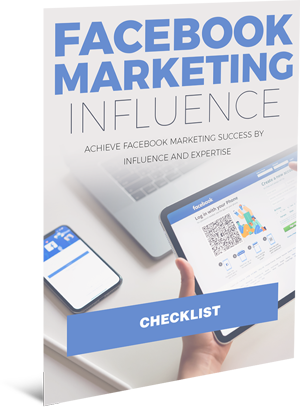 FACEBOOK
MARKETING
INFLUENCE
ACHIEVE FACEBOOK MARKETING SUCCESS BY
INFLUENCE AND EXPERTISE
facebook
Log in with your Phone
CHECKLIST